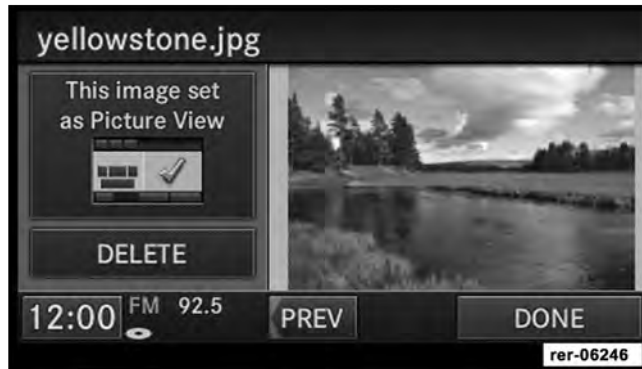 yellowstone.jpg
This image set
as Picture View
DELETE
12:00 FM 92.5
PREV
DONE
rer-06246